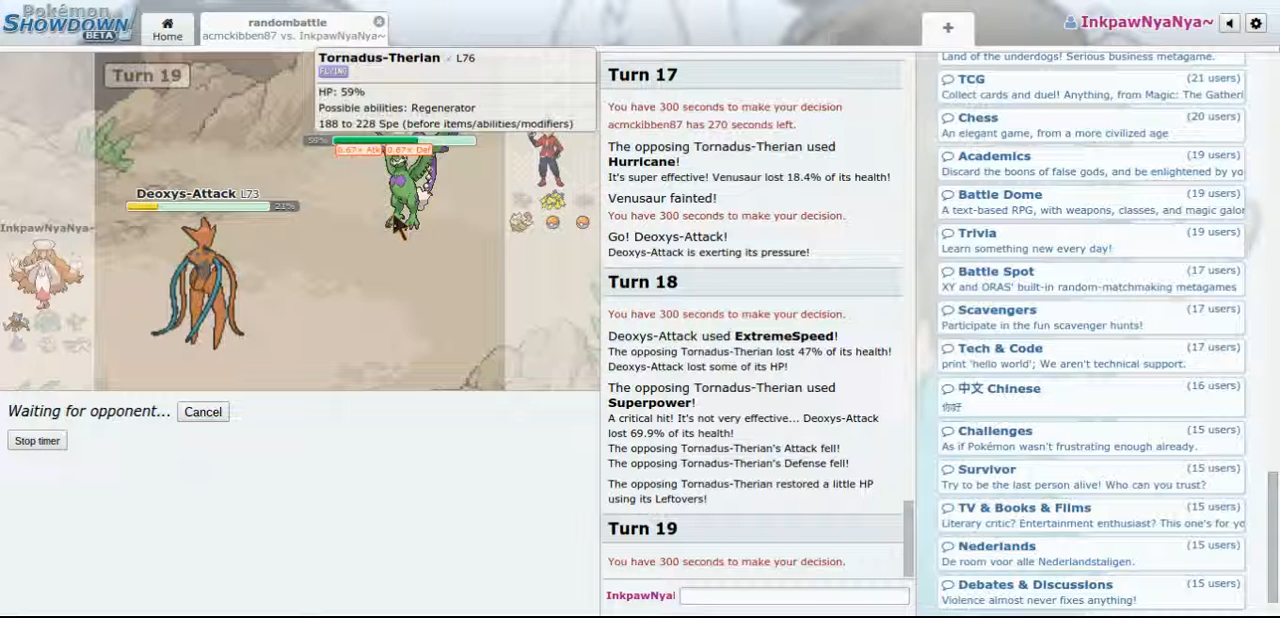 Pokémon
SHOWDOWN
BETA
Home
randombattle
acmckibben87 vs. InkpawNyaNya~
+
InkpawNyaNya~
Turn 19
Tornadus-Therian L76
FLYING
HP: 59%
Possible abilities: Regenerator
188 to 228 Spe (before items/abilities/modifiers)
59%
0.67× Atk 0.67× Def
Deoxys-Attack L73
21%
InkpawNyaNya~
Waiting for opponent... Cancel
Stop timer
Turn 17
You have 300 seconds to make your decision
acmckibben87 has 270 seconds left.
The opposing Tornadus-Therian used
Hurricane!
It's super effective! Venusaur lost 18.4% of its health!
Venusaur fainted!
You have 300 seconds to make your decision.
Go! Deoxys-Attack!
Deoxys-Attack is exerting its pressure!
Turn 18
You have 300 seconds to make your decision.
Deoxys-Attack used ExtremeSpeed!
The opposing Tornadus-Therian lost 47% of its health!
Deoxys-Attack lost some of its HP!
The opposing Tornadus-Therian used
Superpower!
A critical hit! It's not very effective... Deoxys-Attack
lost 69.9% of its health!
The opposing Tornadus-Therian's Attack fell!
The opposing Tornadus-Therian's Defense fell!
The opposing Tornadus-Therian restored a little HP
using its Leftovers!
Turn 19
You have 300 seconds to make your decision.
InkpawNya
Land of the underdogs! Serious business metagame.
TCG (21 users)
Collect cards and duel! Anything, from Magic: The Gatheri
Chess (20 users)
An elegant game, from a more civilized age
Academics (19 users)
Discard the boons of false gods, and be enlightened by yo
Battle Dome (19 users)
A text-based RPG, with weapons, classes, and magic galor
Trivia (19 users)
Learn something new every day!
Battle Spot (17 users)
XY and ORAS' built-in random-matchmaking metagames
Scavengers (17 users)
Participate in the fun scavenger hunts!
Tech & Code (17 users)
print 'hello world'; We aren't technical support.
中文 Chinese (16 users)
你好
Challenges (15 users)
As if Pokémon wasn't frustrating enough already.
Survivor (15 users)
Try to be the last person alive! Who can you trust?
TV & Books & Films (15 users)
Literary critic? Entertainment enthusiast? This one's for yo
Nederlands (15 users)
De room voor alle Nederlandstaligen.
Debates & Discussions (15 users)
Violence almost never fixes anything!